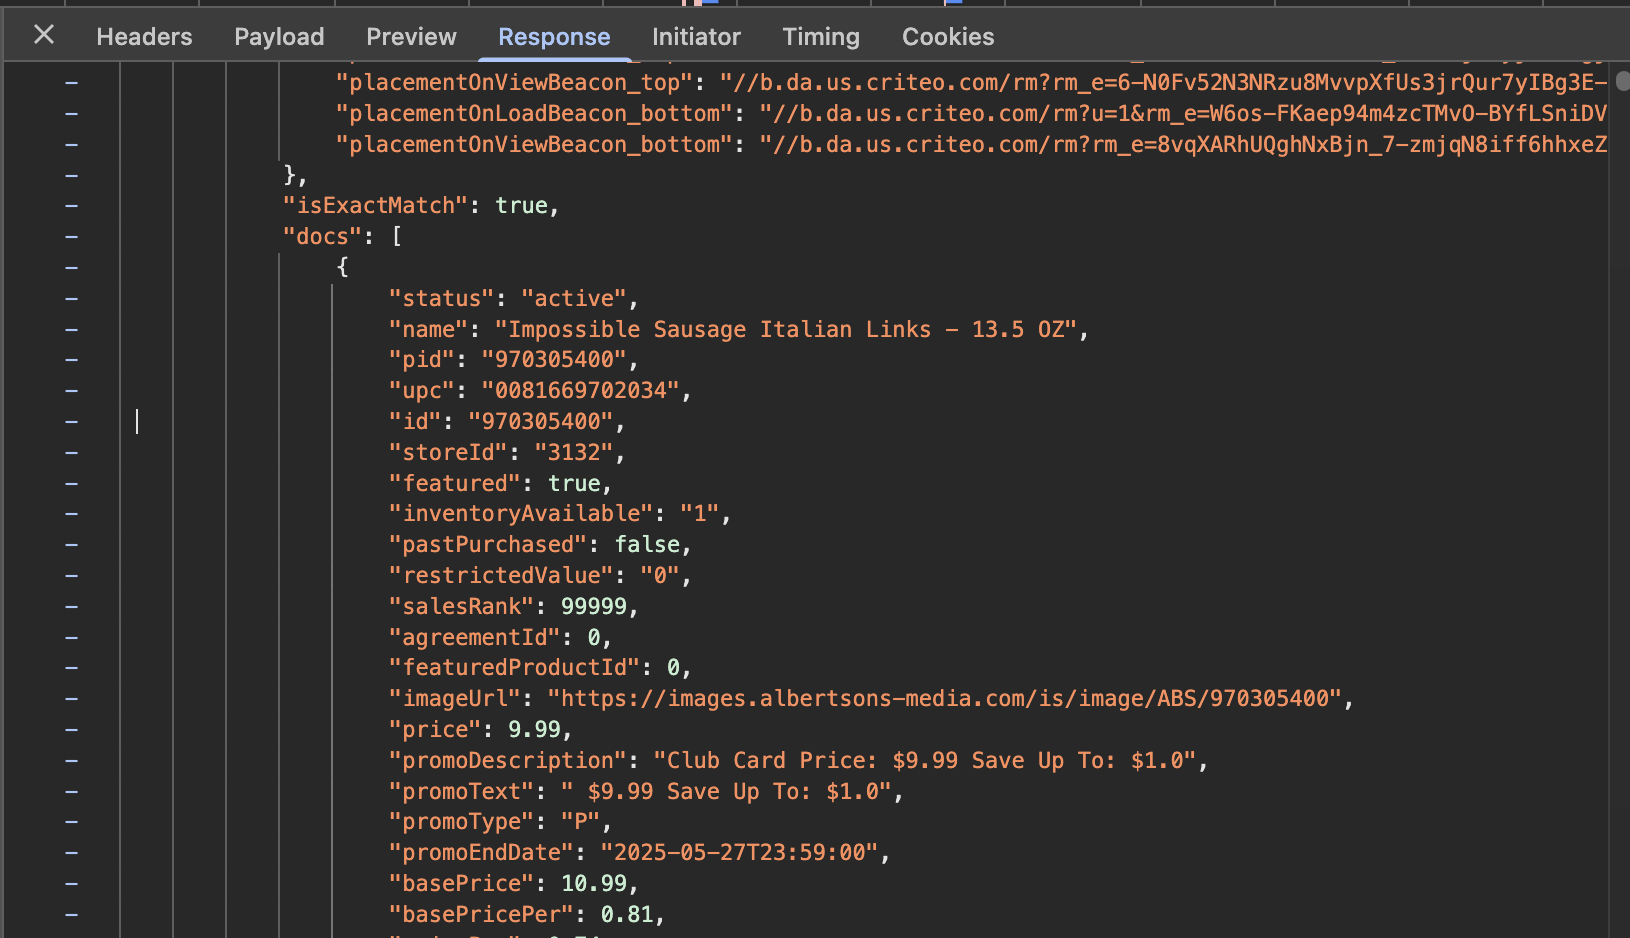 Headers Payload Preview Response Initiator Timing Cookies
"placementOnViewBeacon_top": "//b.da.us.criteo.com/rm?rm_e=6-N0Fv52N3NRzu8MvvpXfUs3jrQur7yIBg3E-
"placementOnLoadBeacon_bottom": "//b.da.us.criteo.com/rm?u=1&rm_e=W6os-FKaep94m4zcTMvO-BYfLSniDV
"placementOnViewBeacon_bottom": "//b.da.us.criteo.com/rm?rm_e=8vqXARhUQghNxBjn_7-zmjqN8iff6hhxeZ
},
"isExactMatch": true,
"docs": [
{
"status": "active",
"name": "Impossible Sausage Italian Links - 13.5 OZ",
"pid": "970305400",
"upc": "0081669702034",
"id": "970305400",
"storeId": "3132",
"featured": true,
"inventoryAvailable": "1",
"pastPurchased": false,
"restrictedValue": "0",
"salesRank": 99999,
"agreementId": 0,
"featuredProductId": 0,
"imageUrl": "https://images.albertsons-media.com/is/image/ABS/970305400",
"price": 9.99,
"promoDescription": "Club Card Price: $9.99 Save Up To: $1.0",
"promoText": " $9.99 Save Up To: $1.0",
"promoType": "P",
"promoEndDate": "2025-05-27T23:59:00",
"basePrice": 10.99,
"basePricePer": 0.81,